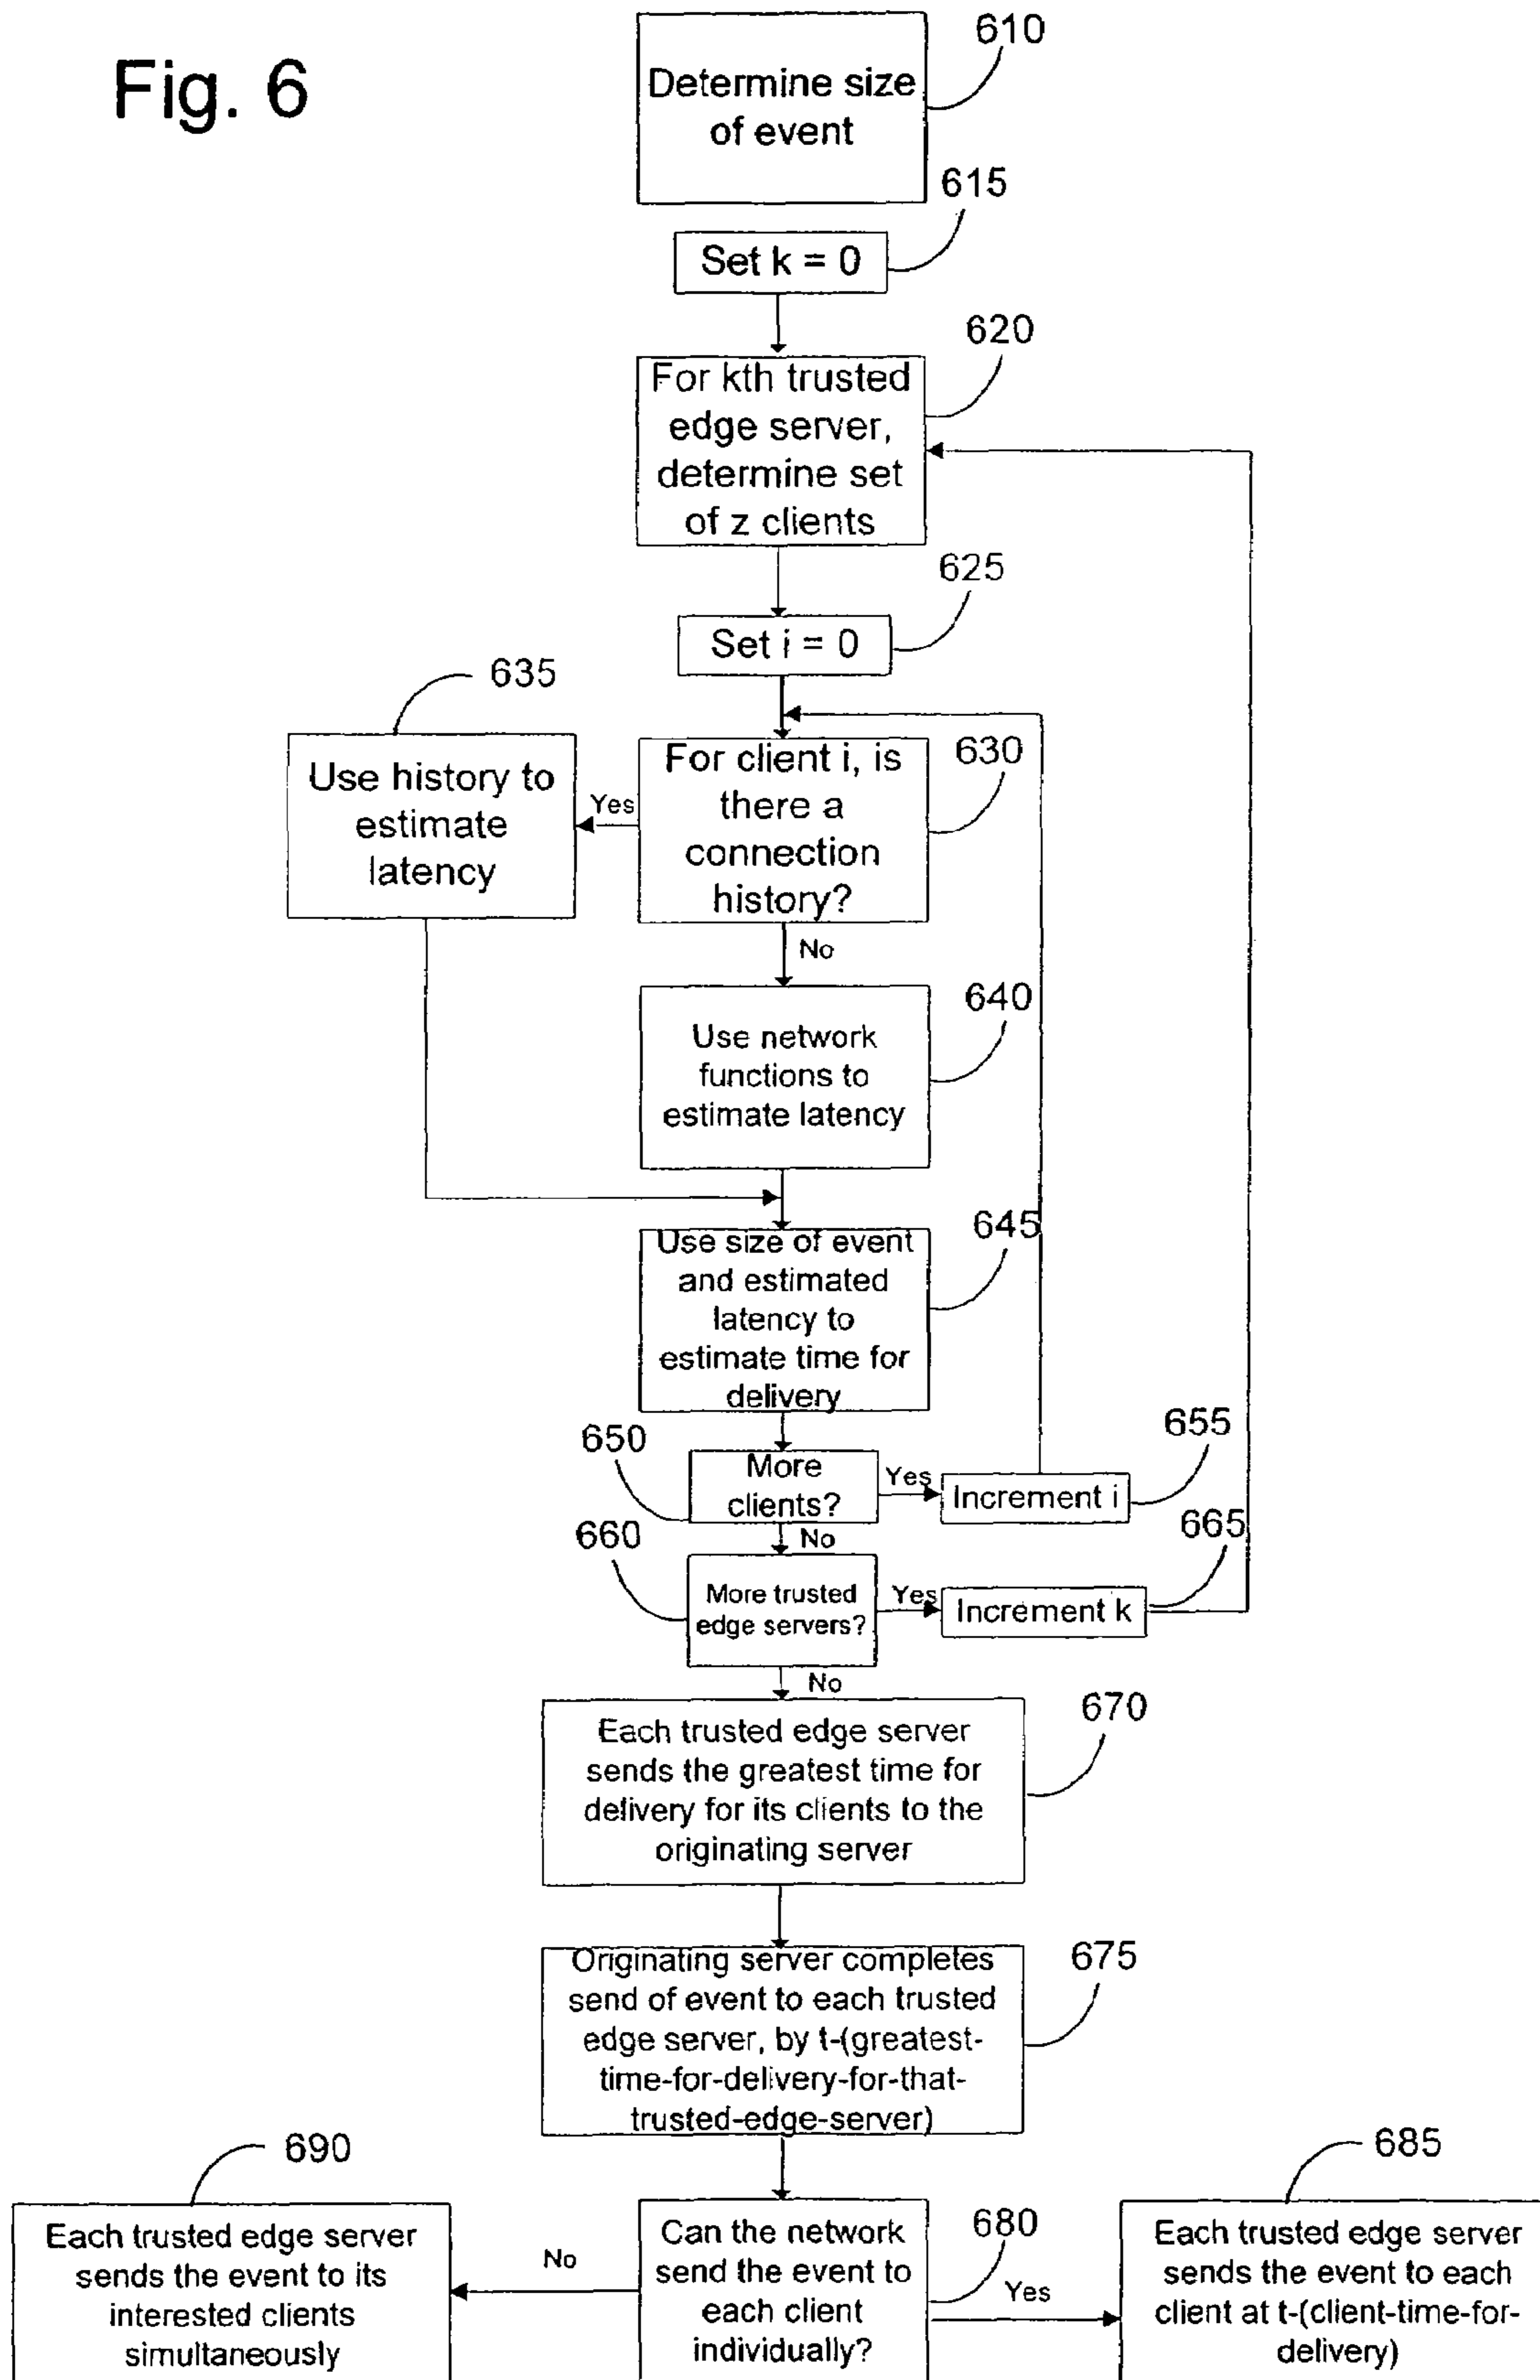 Fig. 6
610
Determine size
of event
615
Set k = 0
620
For kth trusted
edge server,
determine set
of z clients
625
Set i = 0
635
Use history to
estimate
latency
Yes
630
For client i, is
there a
connection
history?
No
640
Use network
functions to
estimate latency
645
Use size of event
and estimated
latency to
estimate time for
delivery
650
More
clients?
Yes
Increment i
655
No
660
More trusted
edge servers?
Yes
Increment k
665
No
670
Each trusted edge server
sends the greatest time for
delivery for its clients to the
originating server
675
Originating server completes
send of event to each trusted
edge server, by t-(greatest-
time-for-delivery-for-that-
trusted-edge-server)
690
Each trusted edge server
sends the event to its
interested clients
simultaneously
No
680
Can the network
send the event to
each client
individually?
Yes
685
Each trusted edge server
sends the event to each
client at t-(client-time-for-
delivery)